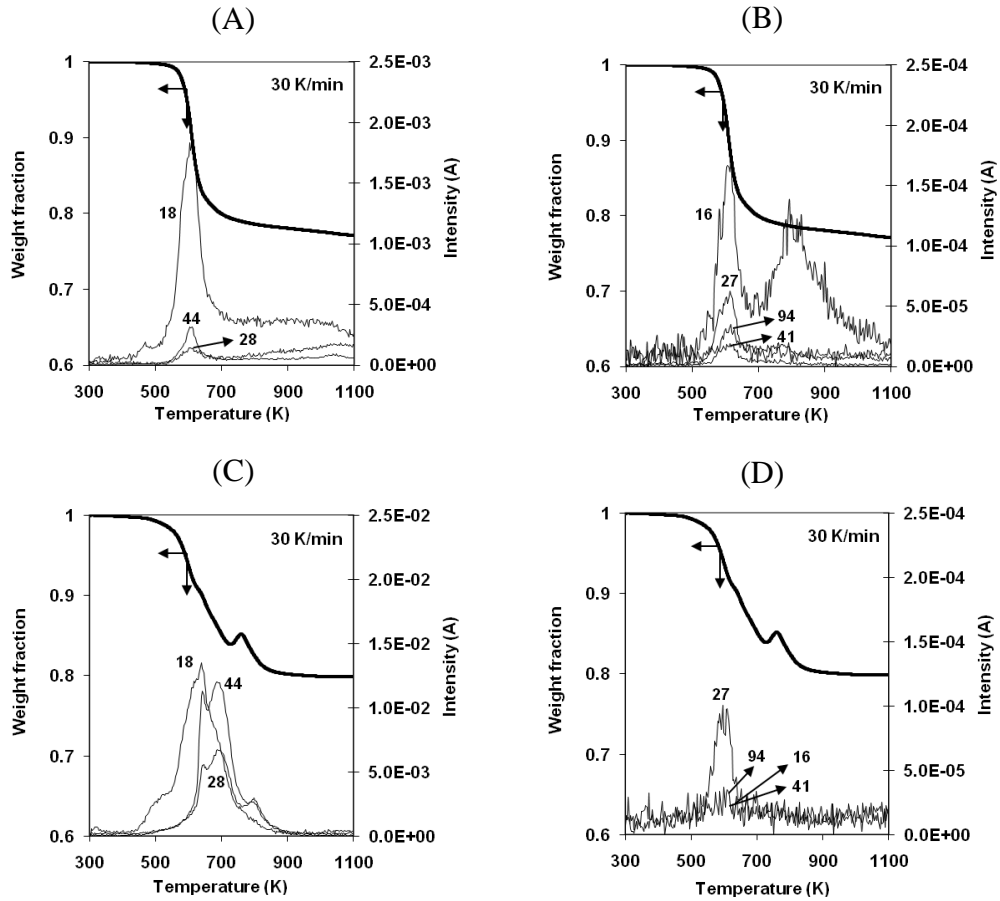 (A)
(B)
1
0.9
0.8
0.7
0.6
Weight fraction
30 K/min
18
44
28
2.5E-03
2.0E-03
1.5E-03
1.0E-03
5.0E-04
0.0E+00
Intensity (A)
300 500 700 900 1100
Temperature (K)
1
0.9
0.8
0.7
0.6
Weight fraction
30 K/min
16
27
94
41
2.5E-04
2.0E-04
1.5E-04
1.0E-04
5.0E-05
0.0E+00
Intensity (A)
300 500 700 900 1100
Temperature (K)
(C)
(D)
1
0.9
0.8
0.7
0.6
Weight fraction
30 K/min
18
44
28
2.5E-02
2.0E-02
1.5E-02
1.0E-02
5.0E-03
0.0E+00
Intensity (A)
300 500 700 900 1100
Temperature (K)
1
0.9
0.8
0.7
0.6
Weight fraction
30 K/min
27
94
16
41
2.5E-04
2.0E-04
1.5E-04
1.0E-04
5.0E-05
0.0E+00
Intensity (A)
300 500 700 900 1100
Temperature (K)